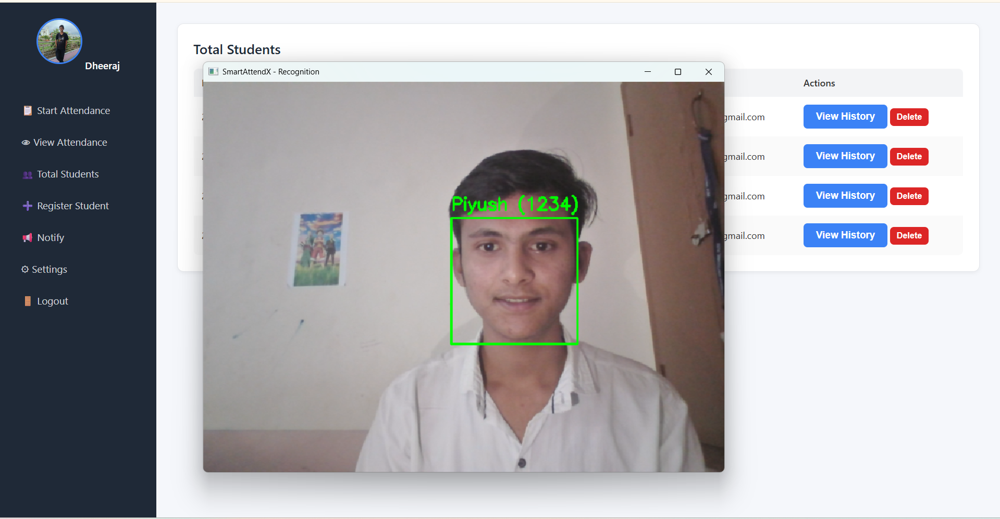 Dheeraj
Start Attendance
View Attendance
Total Students
Register Student
Notify
Settings
Logout
Total Students
SmartAttendX - Recognition
Piyush (1234)
Actions
gmail.com View History Delete
gmail.com View History Delete
gmail.com View History Delete
gmail.com View History Delete